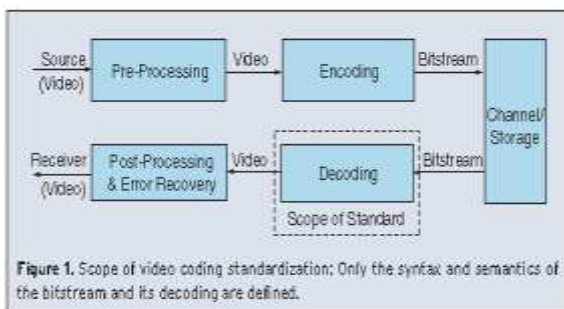 Source
(Video)
Pre-Processing
Video
Encoding
Bitstream
Channel/
Storage
Receiver
(Video)
Post-Processing
& Error Recovery
Video
Decoding
Bitstream
Scope of Standard
Figure 1. Scope of video coding standardization: Only the syntax and semantics of
the bitstream and its decoding are defined.